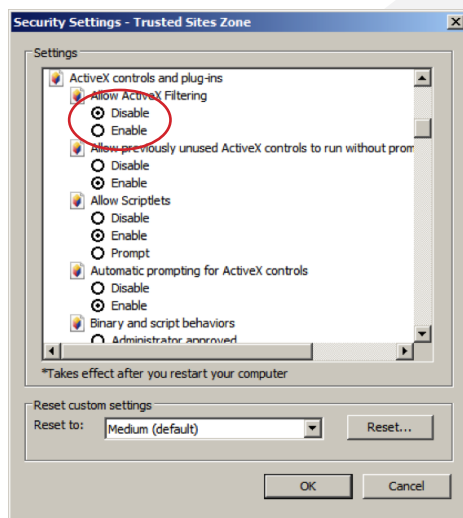 Security Settings - Trusted Sites Zone
Settings
ActiveX controls and plug-ins
Allow ActiveX Filtering
Disable
Enable
Allow previously unused ActiveX controls to run without prom
Disable
Enable
Allow Scriptlets
Disable
Enable
Prompt
Automatic prompting for ActiveX controls
Disable
Enable
Binary and script behaviors
Administrator approved
*Takes effect after you restart your computer
Reset custom settings
Reset to: Medium (default) Reset...
OK Cancel